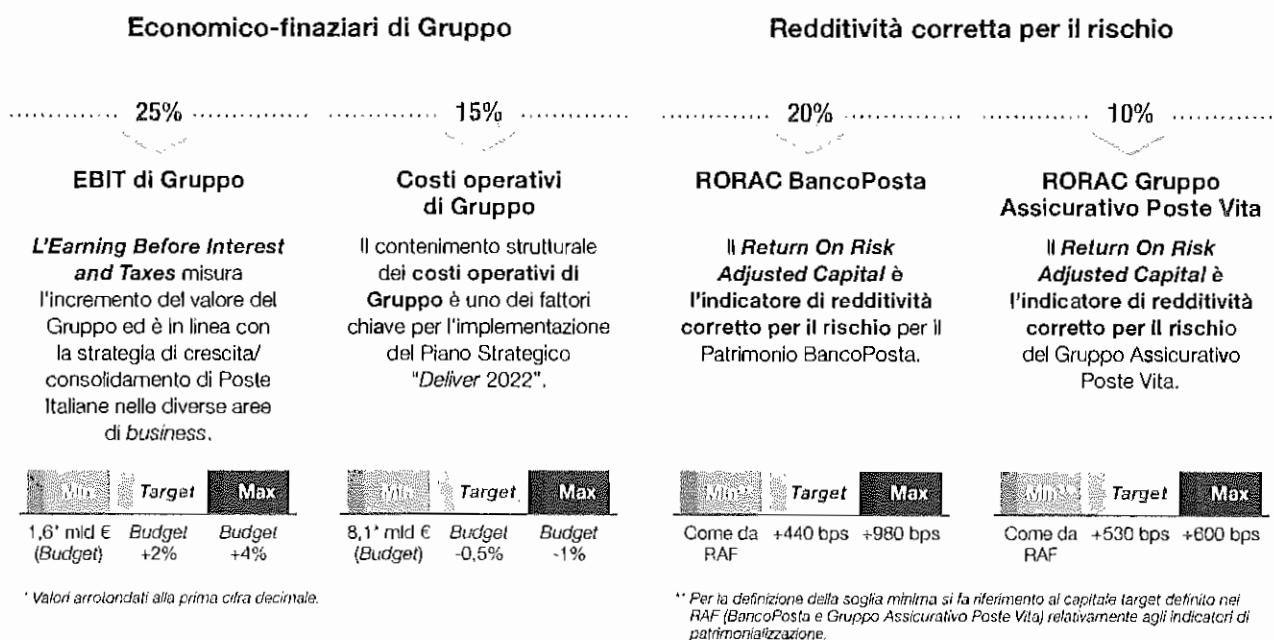 Economico-finaziari di Gruppo
25%
EBIT di Gruppo
L'Earning Before Interest
and Taxes misura
l'incremento del valore del
Gruppo ed è in linea con
la strategia di crescita/
consolidamento di Poste
Italiane nelle diverse aree
di business.
Min Target Max
1,6* mld € Budget Budget
(Budget) +2% +4%
15%
Costi operativi
di Gruppo
Il contenimento strutturale
dei costi operativi di
Gruppo è uno dei fattori
chiave per l'implementazione
del Piano Strategico
"Deliver 2022".
Min Target Max
8,1* mld € Budget Budget
(Budget) -0,5% -1%
* Valori arrotondati alla prima cifra decimale.
Redditività corretta per il rischio
20%
RORAC BancoPosta
Il Return On Risk
Adjusted Capital è
l'indicatore di redditività
corretto per il rischio per il
Patrimonio BancoPosta.
Min** Target Max
Come da +440 bps +980 bps
RAF
10%
RORAC Gruppo
Assicurativo Poste Vita
Il Return On Risk
Adjusted Capital è
l'indicatore di redditività
corretto per il rischio
del Gruppo Assicurativo
Poste Vita.
Min** Target Max
Come da +530 bps +600 bps
RAF
** Per la definizione della soglia minima si fa riferimento al capitale target definito nei
RAF (BancoPosta e Gruppo Assicurativo Poste Vita) relativamente agli indicatori di
patrimonializzazione.